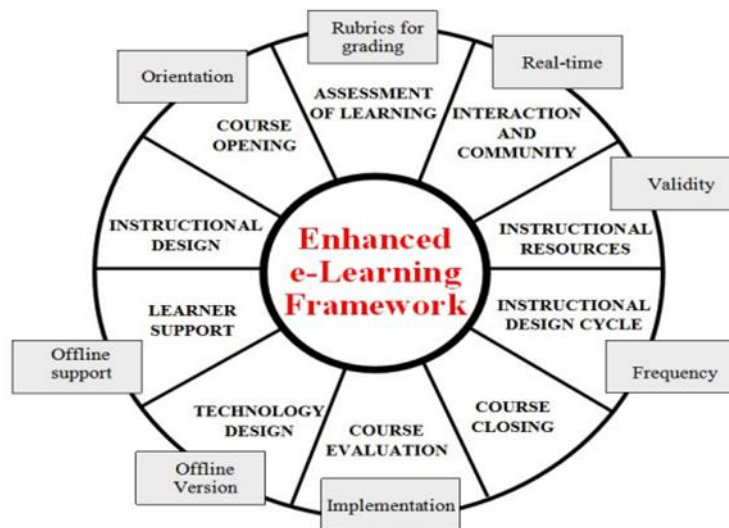 Rubrics for
grading
Orientation
Real-time
ASSESSMENT
OF LEARNING
COURSE
OPENING
INTERACTION
AND
COMMUNITY
Validity
INSTRUCTIONAL
DESIGN
Enhanced
e-Learning
Framework
INSTRUCTIONAL
RESOURCES
LEARNER
SUPPORT
INSTRUCTIONAL
DESIGN CYCLE
Offline
support
Frequency
TECHNOLOGY
DESIGN
COURSE
EVALUATION
COURSE
CLOSING
Offline
Version
Implementation